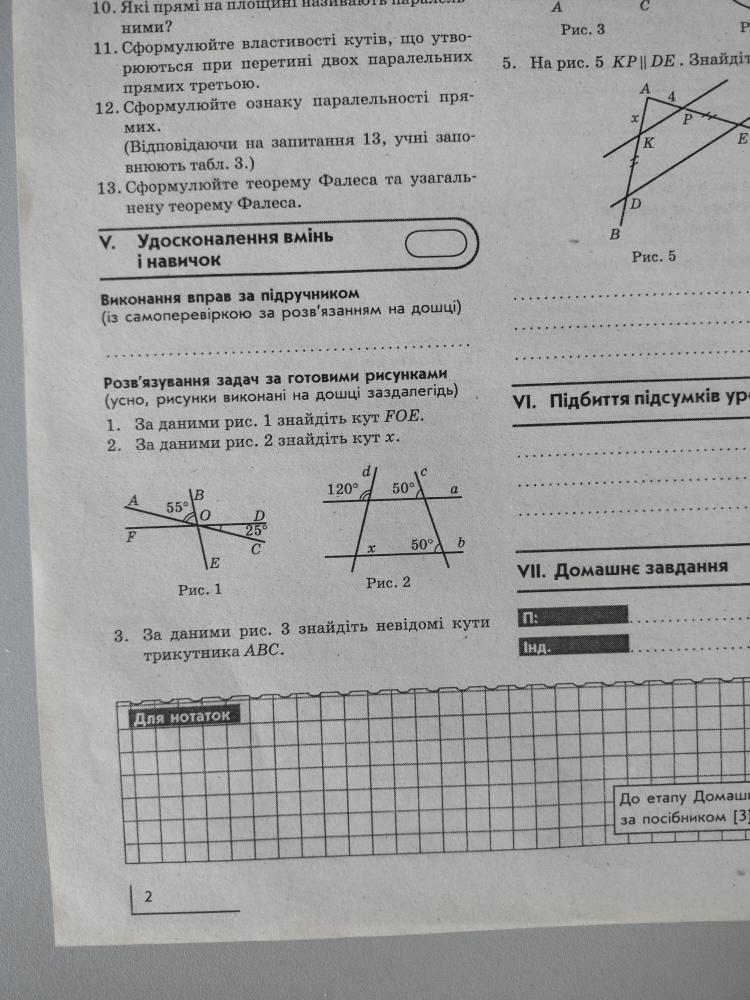 10. Які прямі на площині називають паралель-
ними?
11. Сформулюйте властивості кутів, що утво-
рюються при перетині двох паралельних
прямих третьою.
12. Сформулюйте ознаку паралельності пря-
мих.
(Відповідаючи на запитання 13, учні запо-
внюють табл. 3.)
13. Сформулюйте теорему Фалеса та узагаль-
нену теорему Фалеса.
V. Удосконалення вмінь
і навичок
Виконання вправ за підручником
(із самоперевіркою за розв'язанням на дошці)
Розв'язування задач за готовими рисунками
(усно, рисунки виконані на дошці заздалегідь)
1. За даними рис. 1 знайдіть кут FOE.
2. За даними рис. 2 знайдіть кут x.
A
B
55°
O
D
F
25°
C
E
Рис. 1
d
c
120°
50°
a
x
50°
b
Рис. 2
3. За даними рис. 3 знайдіть невідомі кути
трикутника ABC.
A
C
Рис. 3
5. На рис. 5 KP || DE. Знайдіт
A
4
x
P
K
E
D
B
Рис. 5
VI. Підбиття підсумків ур
VII. Домашнє завдання
П:
Інд.
Для нотаток
До етапу Домашн
за посібником [3]
2